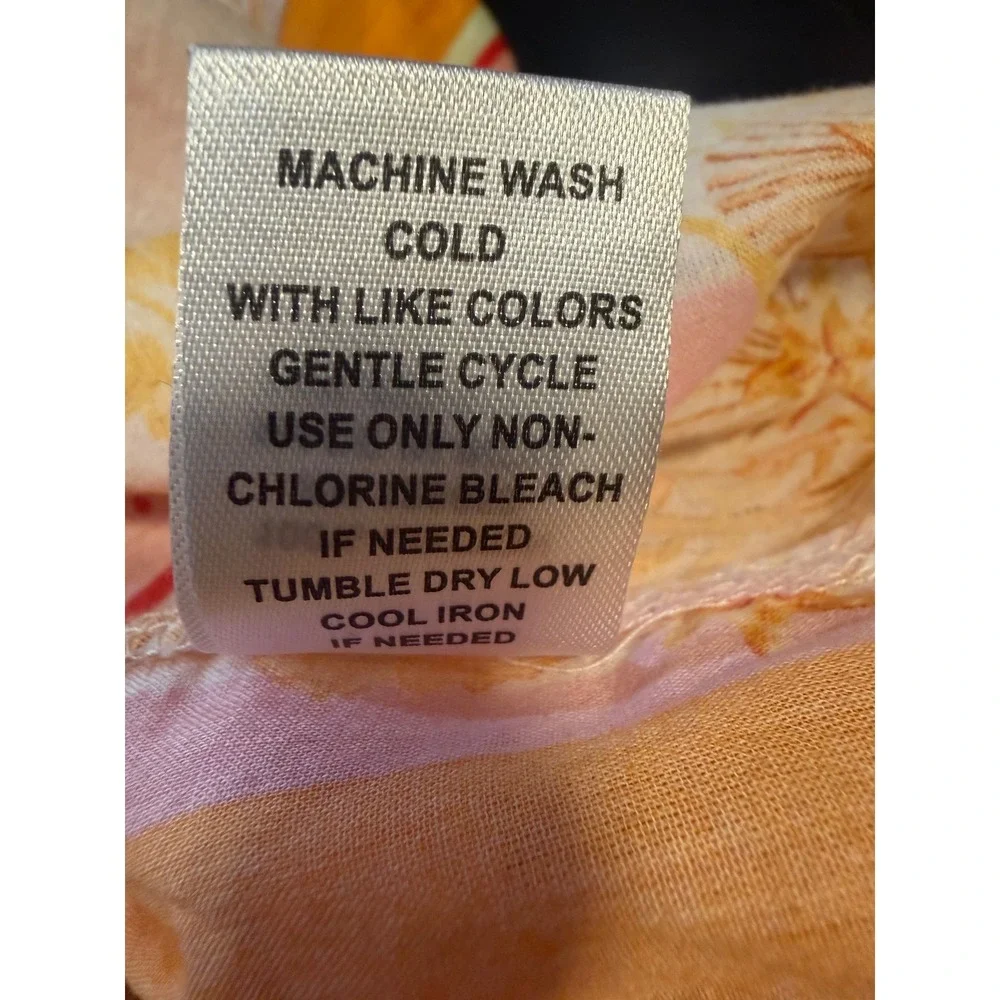 MACHINE WASH
COLD
WITH LIKE COLORS
GENTLE CYCLE
USE ONLY NON-
CHLORINE BLEACH
IF NEEDED
TUMBLE DRY LOW
COOL IRON
IF NEEDED